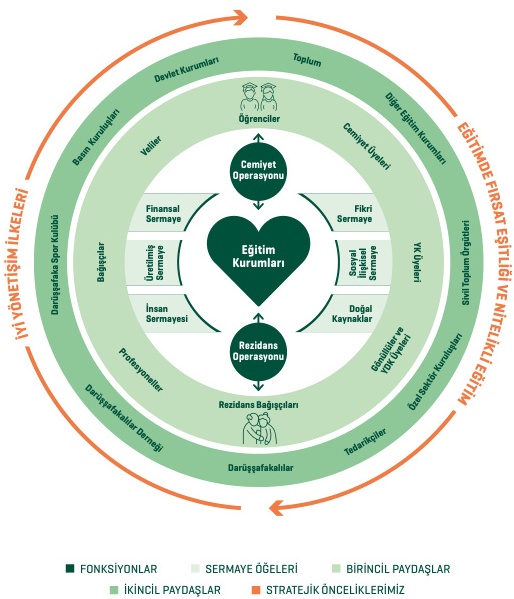 İYİ YÖNETİŞİM İLKELERİ
EĞİTİMDE FIRSAT EŞİTLİĞİ VE NİTELİKLİ EĞİTİM
Devlet Kurumları
Toplum
Diğer Eğitim Kurumları
Sivil Toplum Örgütleri
Özel Sektör Kuruluşları
Tedarikçiler
Darüşşafakalılar
Darüşşafakalılar Derneği
Darüşşafaka Spor Kulübü
Basın Kuruluşları
Öğrenciler
Cemiyet Üyeleri
YK Üyeleri
Gönüllüler ve
YDK Üyeleri
Rezidans Bağışçıları
Profesyoneller
Bağışçılar
Veliler
Cemiyet
Operasyonu
Finansal
Sermaye
Fikri
Sermaye
Üretilmiş
Sermaye
Eğitim
Kurumları
Sosyal
İlişkisel
Sermaye
İnsan
Sermayesi
Doğal
Kaynaklar
Rezidans
Operasyonu
FONKSİYONLAR
SERMAYE ÖĞELERİ
BİRİNCİL PAYDAŞLAR
İKİNCİL PAYDAŞLAR
STRATEJİK ÖNCELİKLERİMİZ